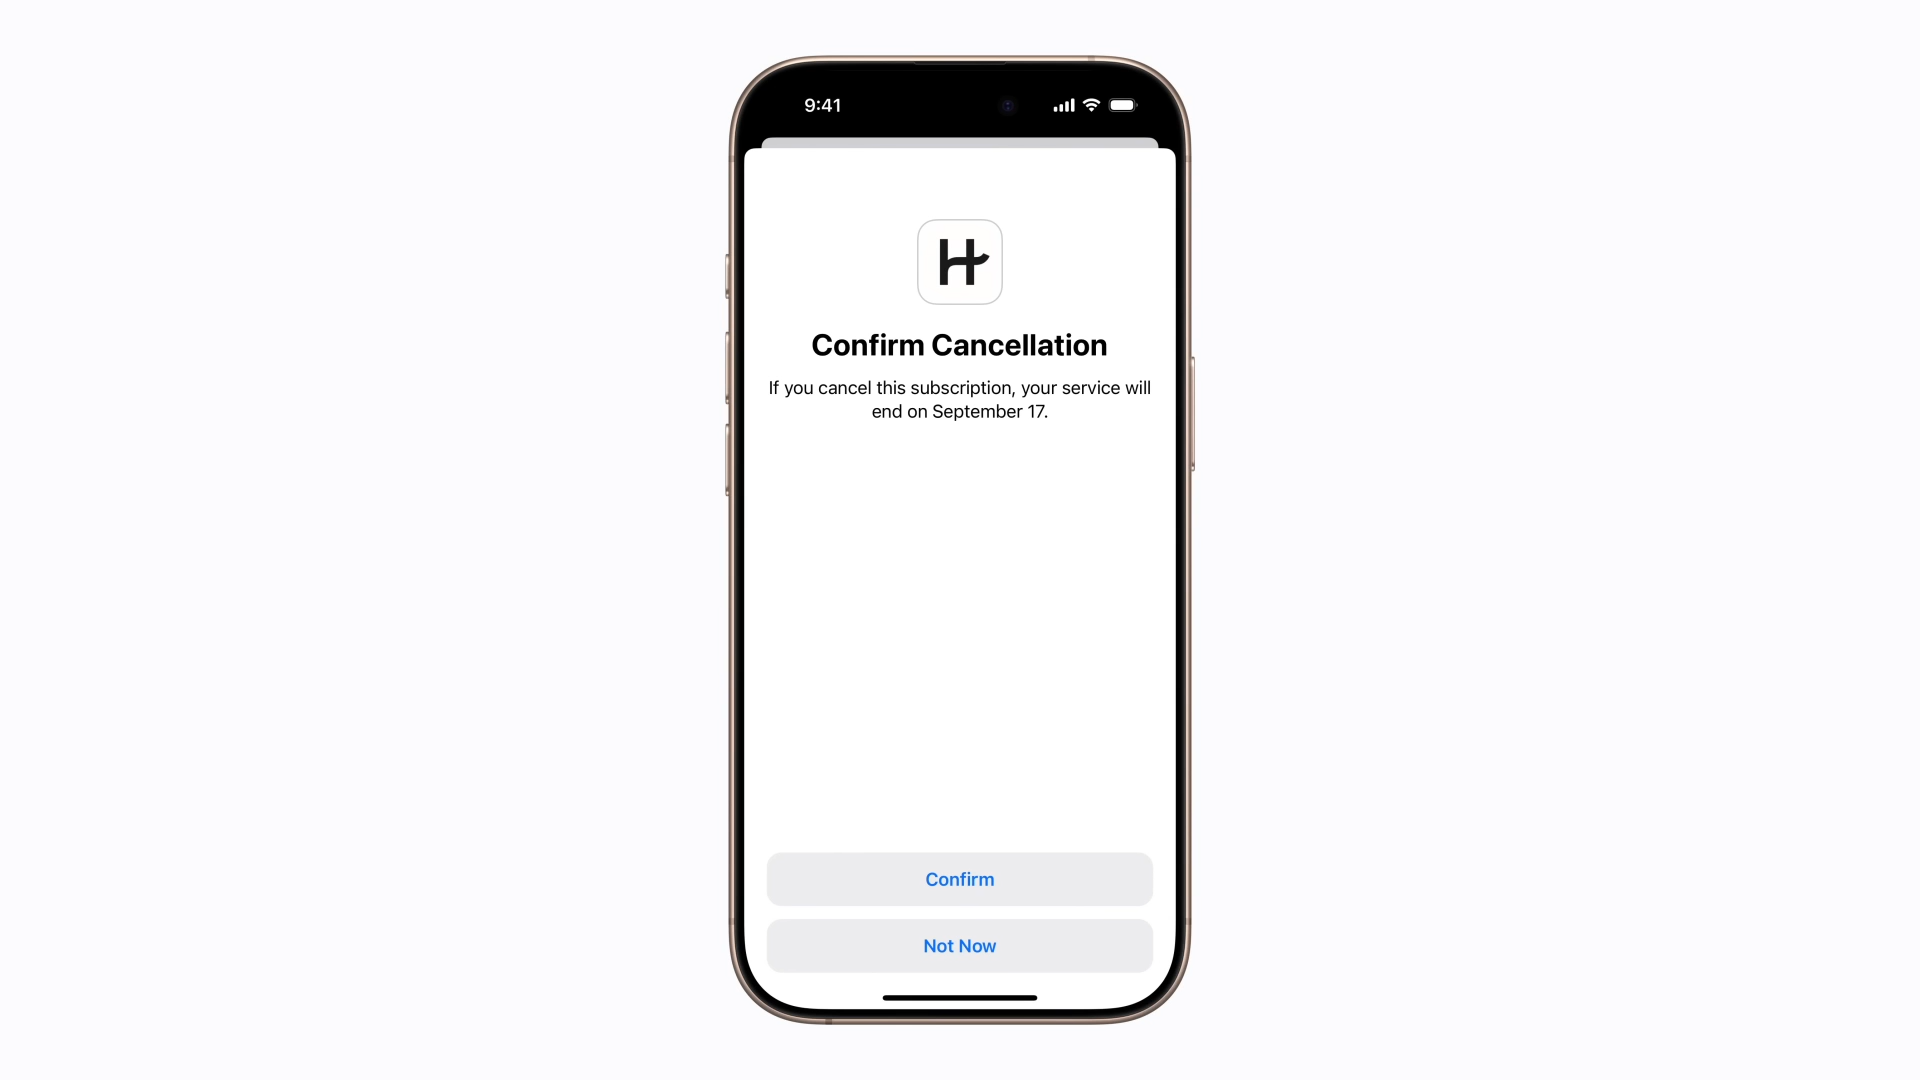 9:41
Confirm Cancellation
If you cancel this subscription, your service will
end on September 17.
Confirm
Not Now